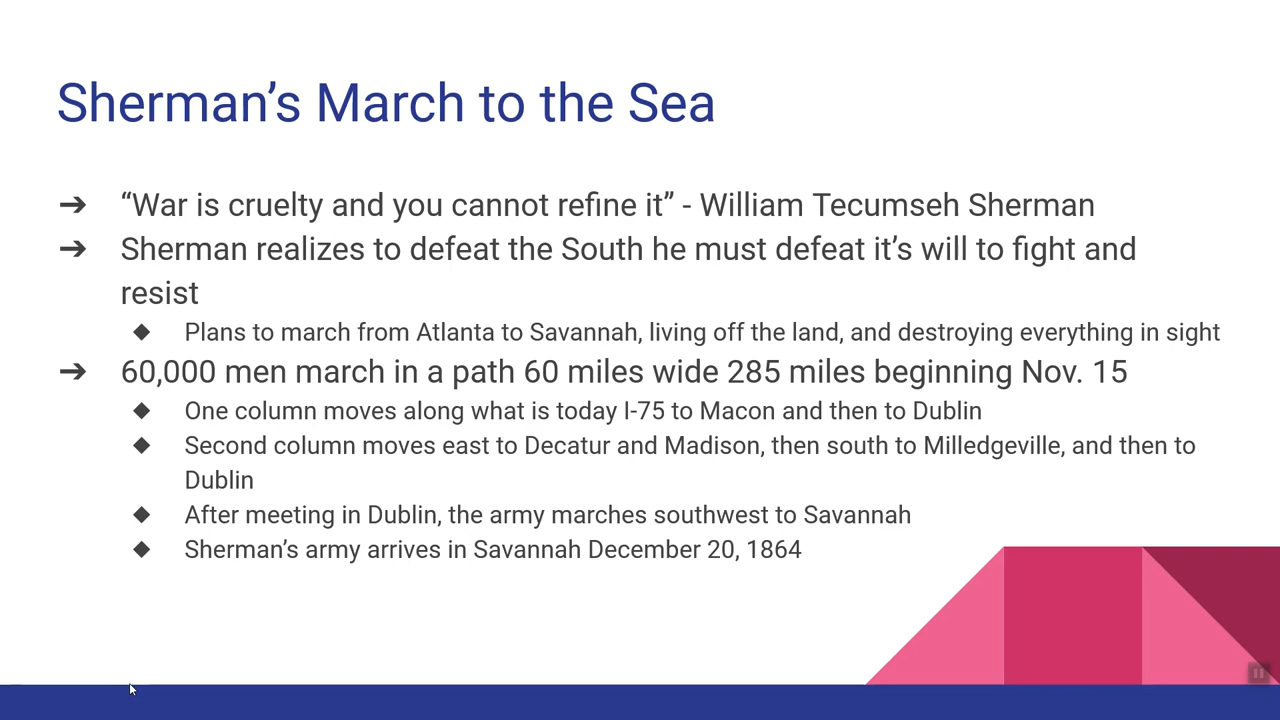 Sherman’s March to the Sea
➔ “War is cruelty and you cannot refine it” - William Tecumseh Sherman
➔ Sherman realizes to defeat the South he must defeat it’s will to fight and
resist
◆ Plans to march from Atlanta to Savannah, living off the land, and destroying everything in sight
➔ 60,000 men march in a path 60 miles wide 285 miles beginning Nov. 15
◆ One column moves along what is today I-75 to Macon and then to Dublin
◆ Second column moves east to Decatur and Madison, then south to Milledgeville, and then to
Dublin
◆ After meeting in Dublin, the army marches southwest to Savannah
◆ Sherman’s army arrives in Savannah December 20, 1864